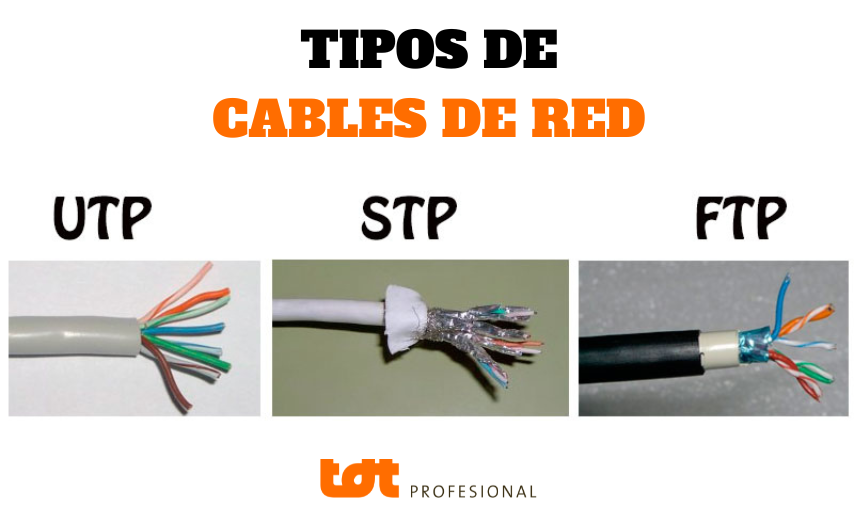 TIPOS DE
CABLES DE RED
UTP
STP
FTP
tdt PROFESIONAL